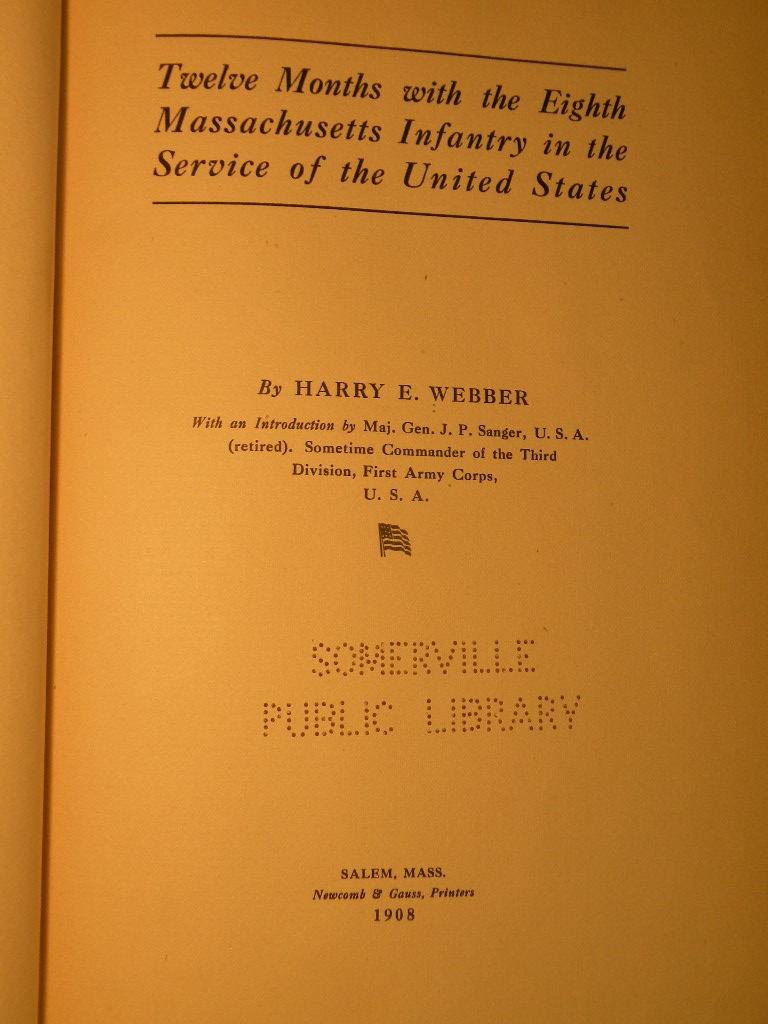 Twelve Months with the Eighth
Massachusetts Infantry in the
Service of the United States
By HARRY E. WEBBER
With an Introduction by Maj. Gen. J. P. Sanger, U. S. A.
(retired). Sometime Commander of the Third
Division, First Army Corps,
U. S. A.
SOMERVILLE
PUBLIC LIBRARY
SALEM, MASS.
Newcomb & Gauss, Printers
1908